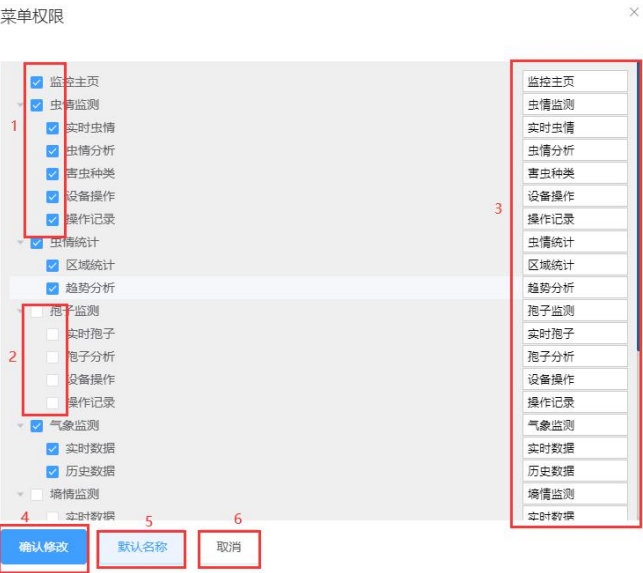 菜单权限
监控主页 监控主页
虫情监测 虫情监测
1 实时虫情 实时虫情
虫情分析 虫情分析
害虫种类 害虫种类
设备操作 设备操作
3
操作记录 操作记录
虫情统计 虫情统计
区域统计 区域统计
趋势分析 趋势分析
孢子监测 孢子监测
实时孢子 实时孢子
2 孢子分析 孢子分析
设备操作 设备操作
操作记录 操作记录
气象监测 气象监测
实时数据 实时数据
历史数据 历史数据
墒情监测 墒情监测
实时数据 实时数据
4 5 6
确认修改 默认名称 取消